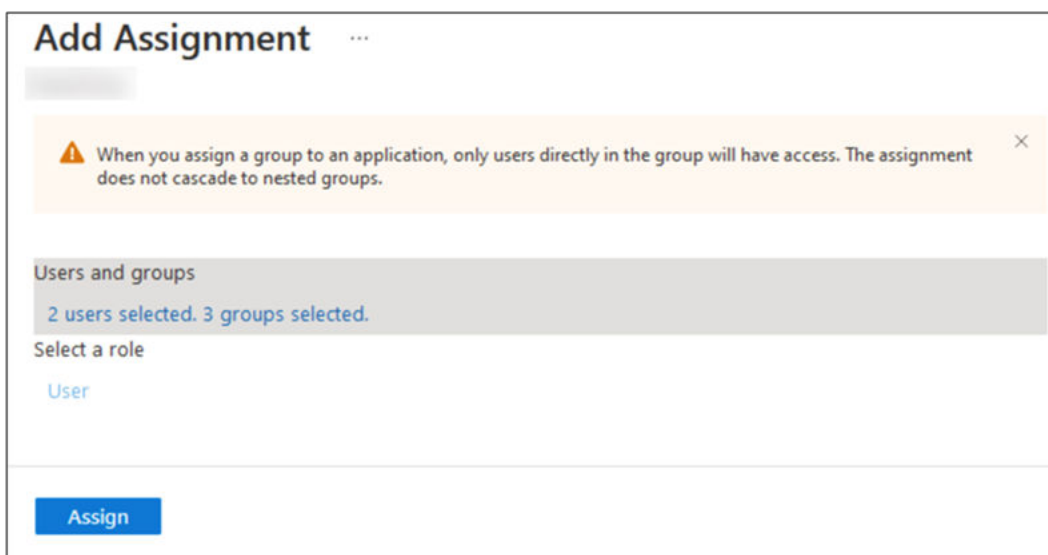 Add Assignment ...
When you assign a group to an application, only users directly in the group will have access. The assignment
does not cascade to nested groups.
Users and groups
2 users selected. 3 groups selected.
Select a role
User
Assign